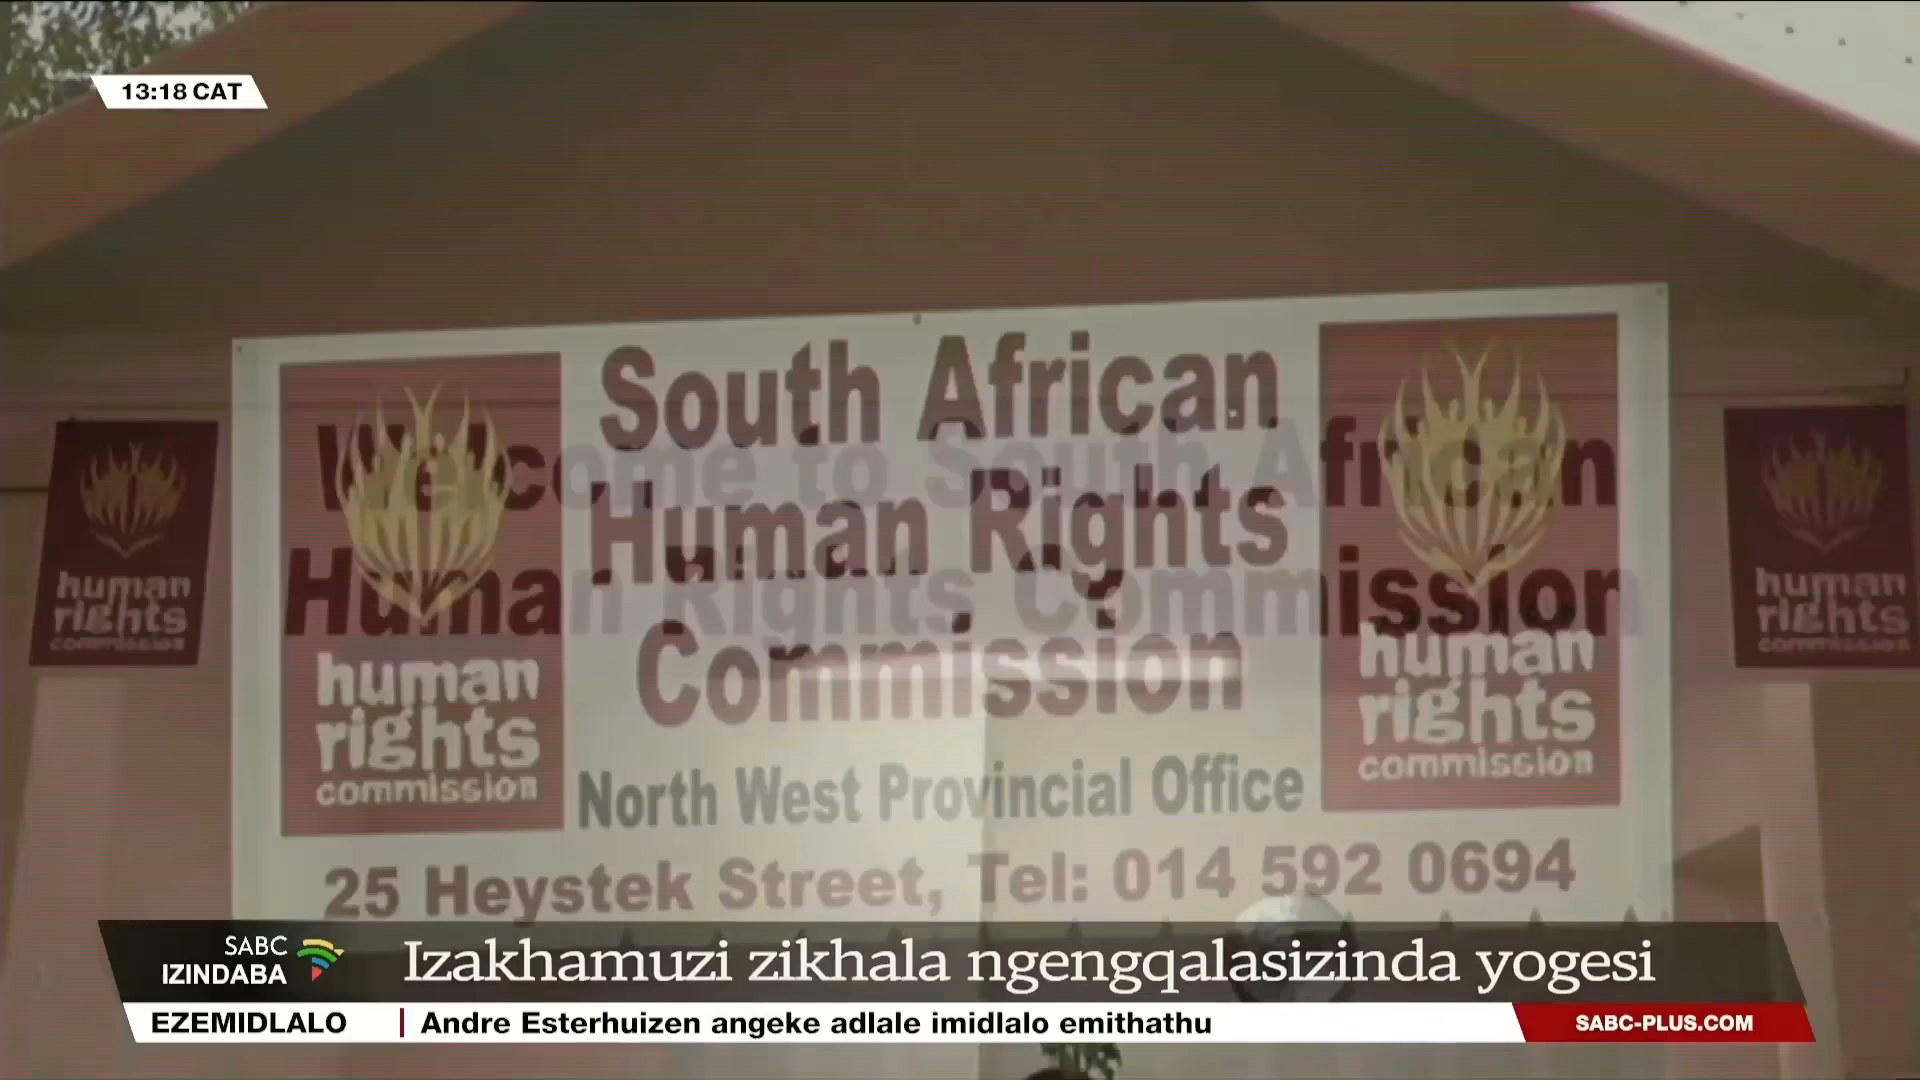 13:18 CAT
South African
Human Rights
Commission
North West Provincial Office
25 Heystek Street, Tel: 014 592 0694
Welcome to South African
Human Rights Commission
human
rights
commission
human
rights
commission
human
rights
commission
human
rights
commission
SABC
IZINDABA
Izakhamuzi zikhala ngengqalasizinda yogesi
EZEMIDLALO
Andre Esterhuizen angeke adlale imidlalo emithathu
SABC-PLUS.COM